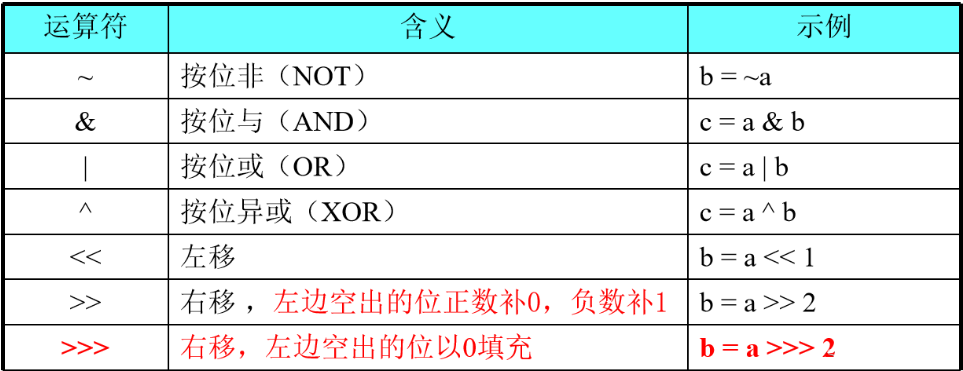 运算符 含义 示例
~ 按位非（NOT） b = ~a
& 按位与（AND） c = a & b
| 按位或（OR） c = a | b
^ 按位异或（XOR） c = a ^ b
<< 左移 b = a << 1
>> 右移 ，左边空出的位正数补0，负数补1 b = a >> 2
>>> 右移，左边空出的位以0填充 b = a >>> 2